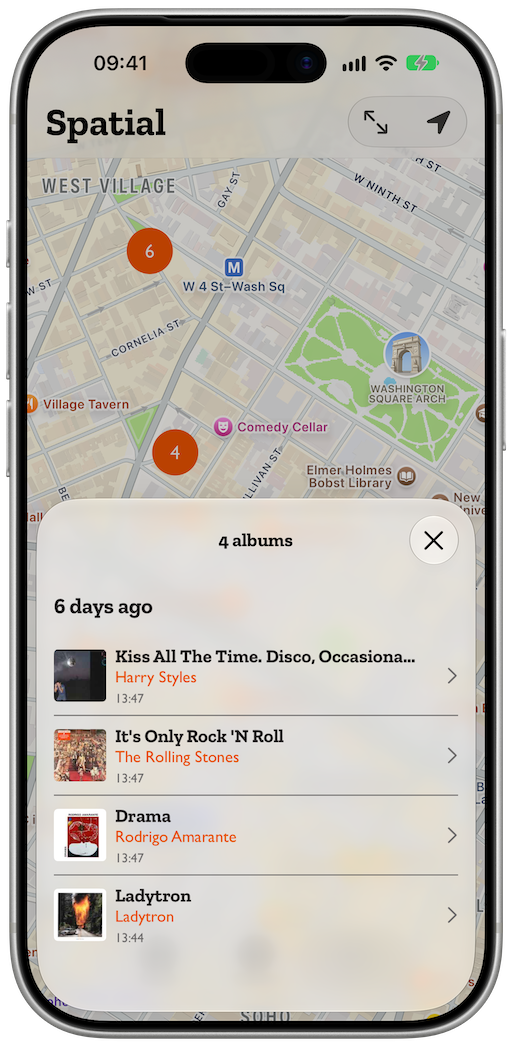 09:41
Spatial
WEST VILLAGE
GAY ST
W NINTH ST
6
M
W 4 St–Wash Sq
W ST
CORNELIA ST
WASHINGTON
SQUARE ARCH
Village Tavern
Comedy Cellar
4
Elmer Holmes
Bobst Library
New
4 albums
6 days ago
Kiss All The Time. Disco, Occasiona...
Harry Styles
13:47
It's Only Rock 'N Roll
The Rolling Stones
13:47
Drama
Rodrigo Amarante
13:47
Ladytron
Ladytron
13:44
SOHO